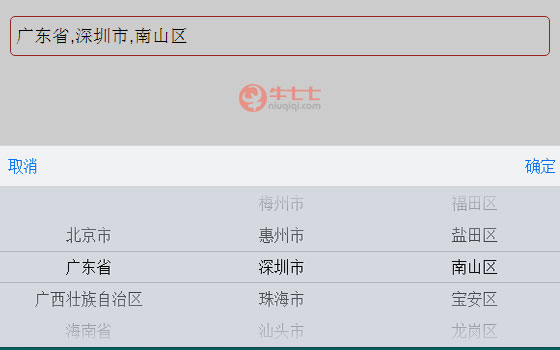 广东省,深圳市,南山区
牛七七
niuqiqi.com
取消 确定
梅州市 福田区
北京市 惠州市 盐田区
广东省 深圳市 南山区
广西壮族自治区 珠海市 宝安区
海南省 汕头市 龙岗区